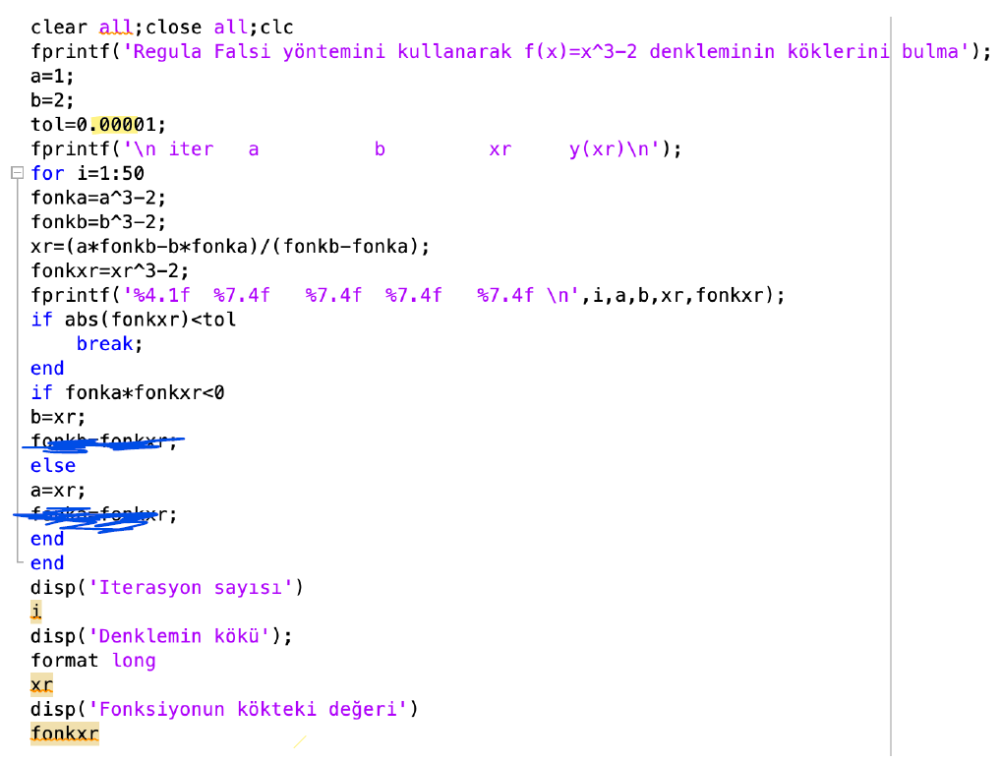 clear all;close all;clc
fprintf('Regula Falsi yöntemini kullanarak f(x)=x^3-2 denkleminin köklerini bulma');
a=1;
b=2;
tol=0.00001;
fprintf('\n iter   a          b         xr     y(xr)\n');
for i=1:50
fonka=a^3-2;
fonkb=b^3-2;
xr=(a*fonkb-b*fonka)/(fonkb-fonka);
fonkxr=xr^3-2;
fprintf('%4.1f  %7.4f   %7.4f  %7.4f   %7.4f \n',i,a,b,xr,fonkxr);
if abs(fonkxr)<tol
    break;
end
if fonka*fonkxr<0
b=xr;
fonkb=fonkxr;
else
a=xr;
fonka=fonkxr;
end
end
disp('Iterasyon sayısı')
i
disp('Denklemin kökü');
format long
xr
disp('Fonksiyonun kökteki değeri')
fonkxr